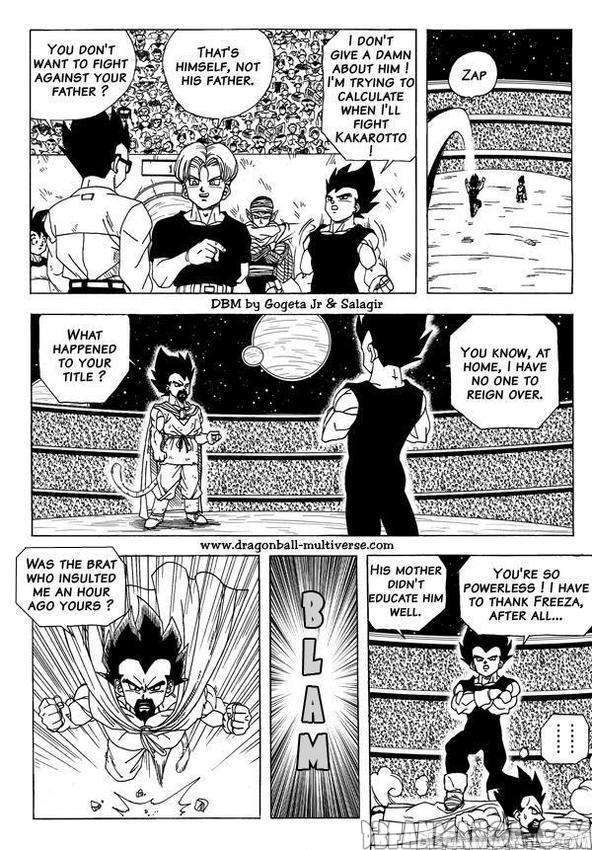 YOU DON'T
WANT TO FIGHT
AGAINST YOUR
FATHER ?
THAT'S
HIMSELF, NOT
HIS FATHER.
I DON'T
GIVE A DAMN
ABOUT HIM !
I'M TRYING TO
CALCULATE
WHEN I'LL
FIGHT
KAKAROTTO
!
ZAP
DBM by Gogeta Jr & Salagir
WHAT
HAPPENED
TO YOUR
TITLE ?
YOU KNOW, AT
HOME, I HAVE
NO ONE TO
REIGN OVER.
www.dragonball-multiverse.com
WAS THE BRAT
WHO INSULTED
ME AN HOUR
AGO YOURS ?
BLAM
HIS MOTHER
DIDN'T
EDUCATE HIM
WELL.
YOU'RE SO
POWERLESS ! I HAVE
TO THANK FREEZA,
AFTER ALL...
.....